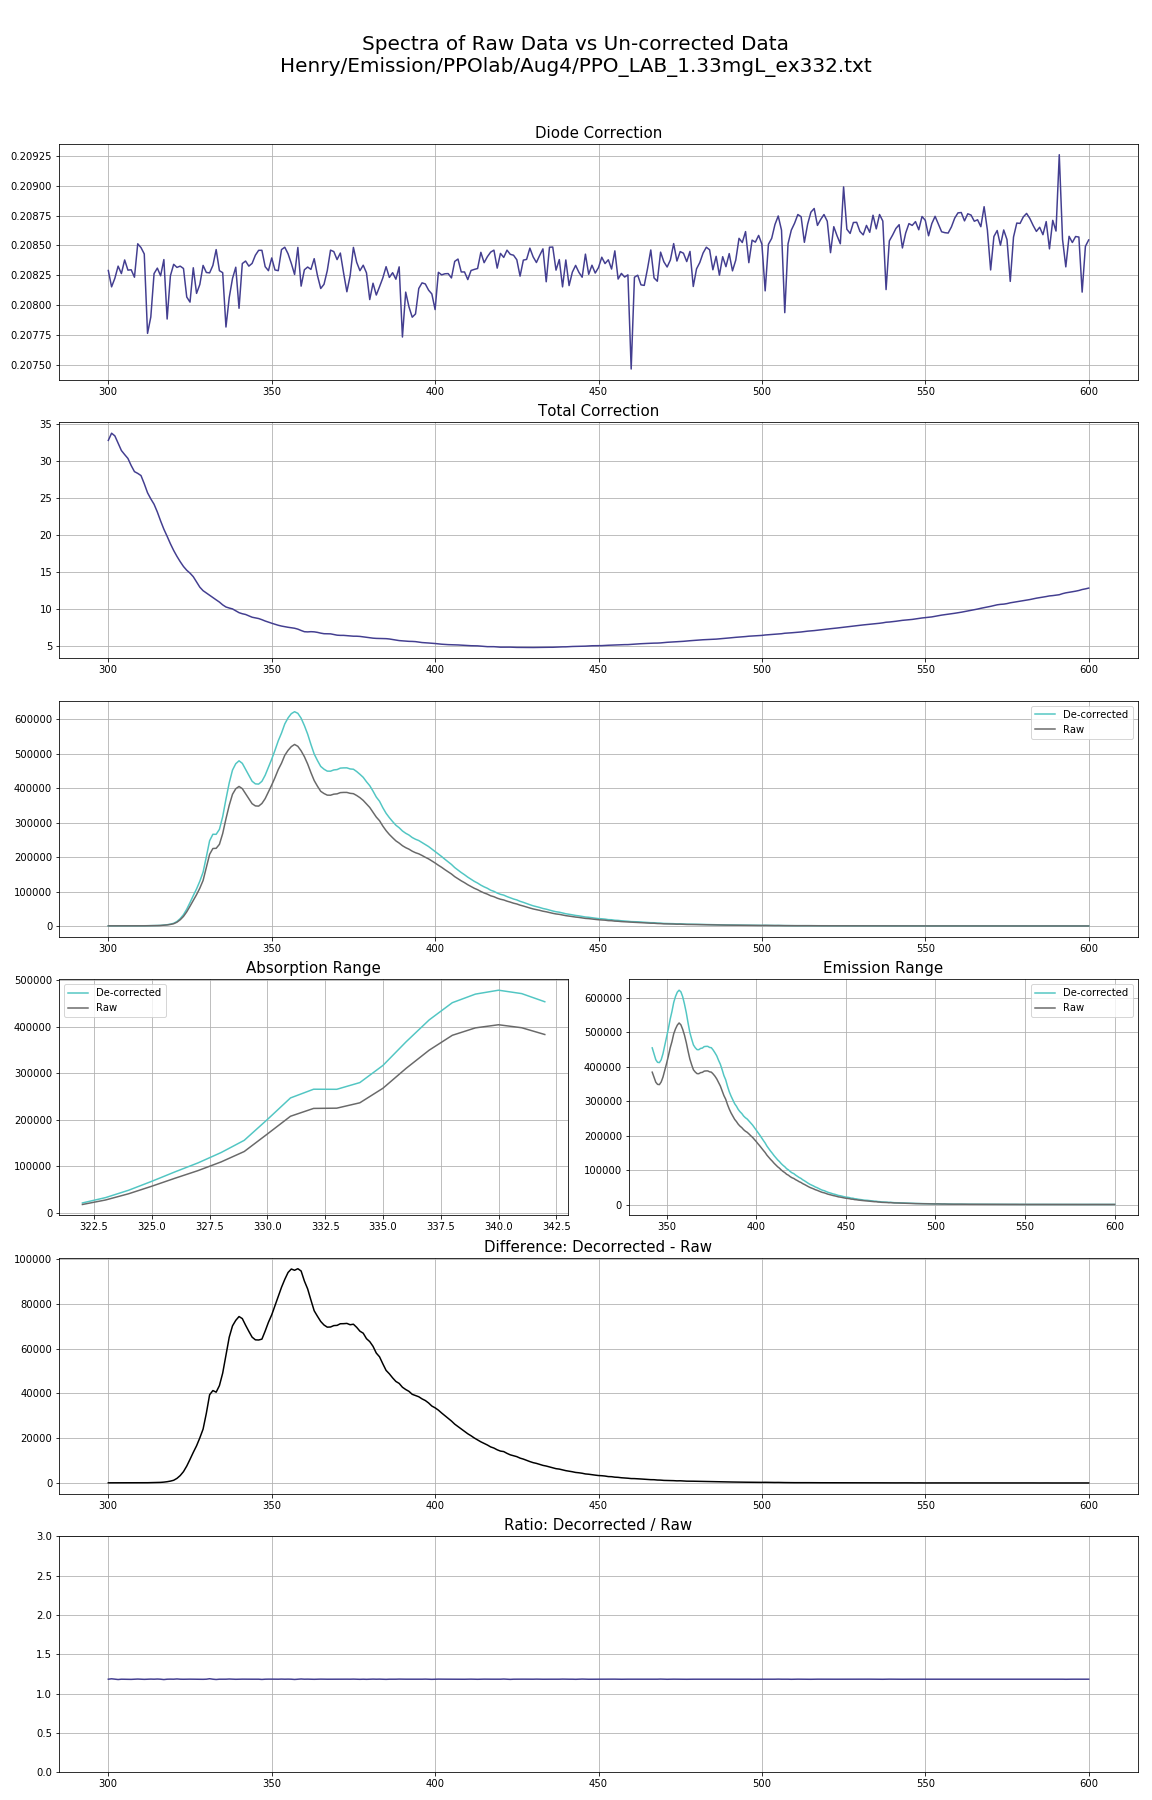 Spectra of Raw Data vs Un-corrected Data
Henry/Emission/PPOlab/Aug4/PPO_LAB_1.33mgL_ex332.txt
Diode Correction
0.20925
0.20900
0.20875
0.20850
0.20825
0.20800
0.20775
0.20750
300 350 400 450 500 550 600
Total Correction
35
30
25
20
15
10
5
300 350 400 450 500 550 600
De-corrected
Raw
600000
500000
400000
300000
200000
100000
0
300 350 400 450 500 550 600
Absorption Range
De-corrected
Raw
500000
400000
300000
200000
100000
0
322.5 325.0 327.5 330.0 332.5 335.0 337.5 340.0 342.5
Emission Range
De-corrected
Raw
600000
500000
400000
300000
200000
100000
0
350 400 450 500 550 600
Difference: Decorrected - Raw
100000
80000
60000
40000
20000
0
300 350 400 450 500 550 600
Ratio: Decorrected / Raw
3.0
2.5
2.0
1.5
1.0
0.5
0.0
300 350 400 450 500 550 600